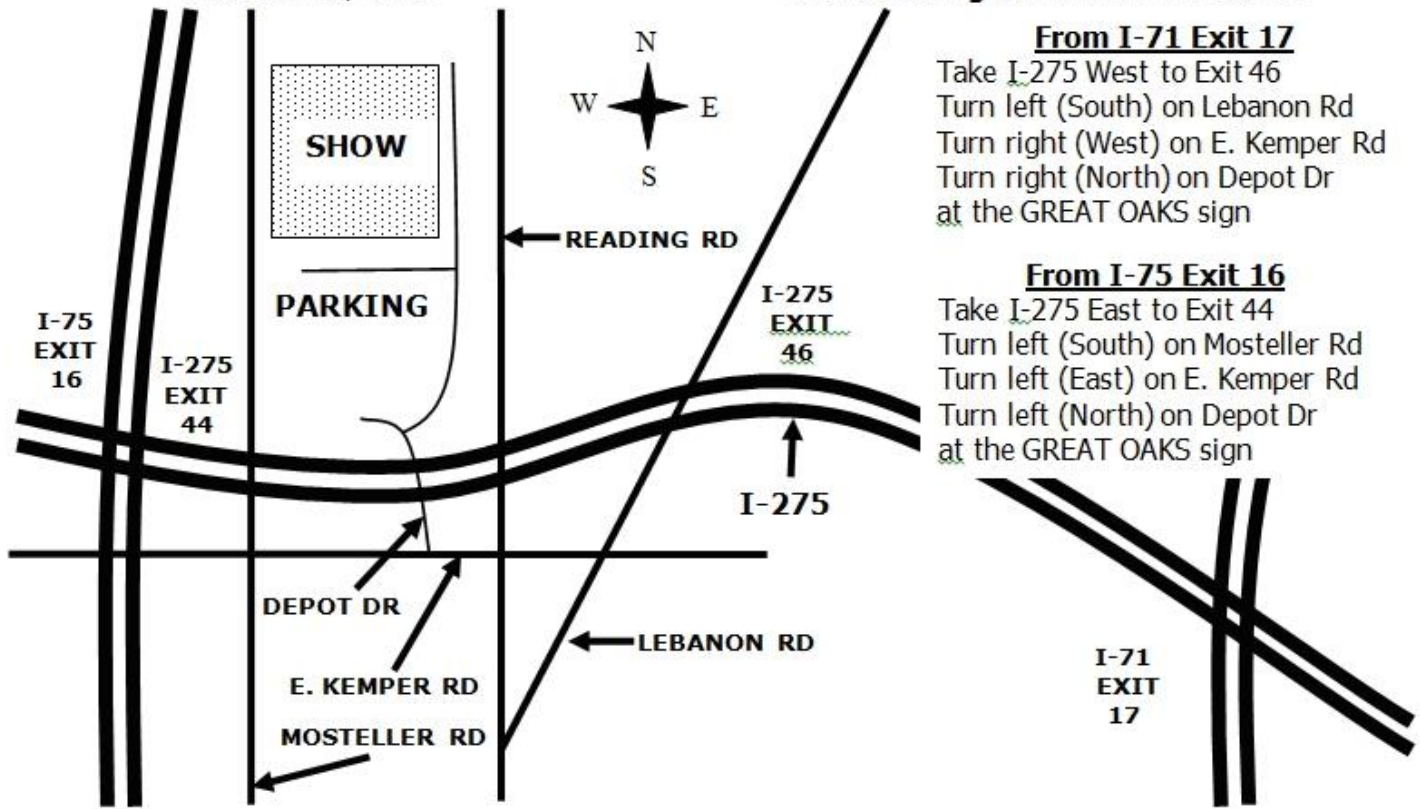 From I-71 Exit 17
Take I-275 West to Exit 46
Turn left (South) on Lebanon Rd
Turn right (West) on E. Kemper Rd
Turn right (North) on Depot Dr
at the GREAT OAKS sign
From I-75 Exit 16
Take I-275 East to Exit 44
Turn left (South) on Mosteller Rd
Turn left (East) on E. Kemper Rd
Turn left (North) on Depot Dr
at the GREAT OAKS sign
N
W
E
S
SHOW
READING RD
PARKING
I-75
EXIT
16
I-275
EXIT
44
I-275
EXIT
46
I-275
DEPOT DR
E. KEMPER RD
MOSTELLER RD
LEBANON RD
I-71
EXIT
17